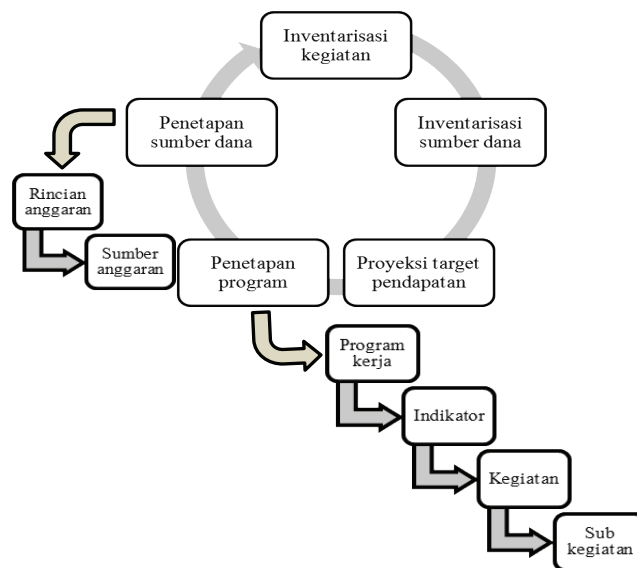 Inventarisasi
kegiatan
Penetapan
sumber dana
Inventarisasi
sumber dana
Rincian
anggaran
Sumber
anggaran
Penetapan
program
Proyeksi target
pendapatan
Program
kerja
Indikator
Kegiatan
Sub
kegiatan